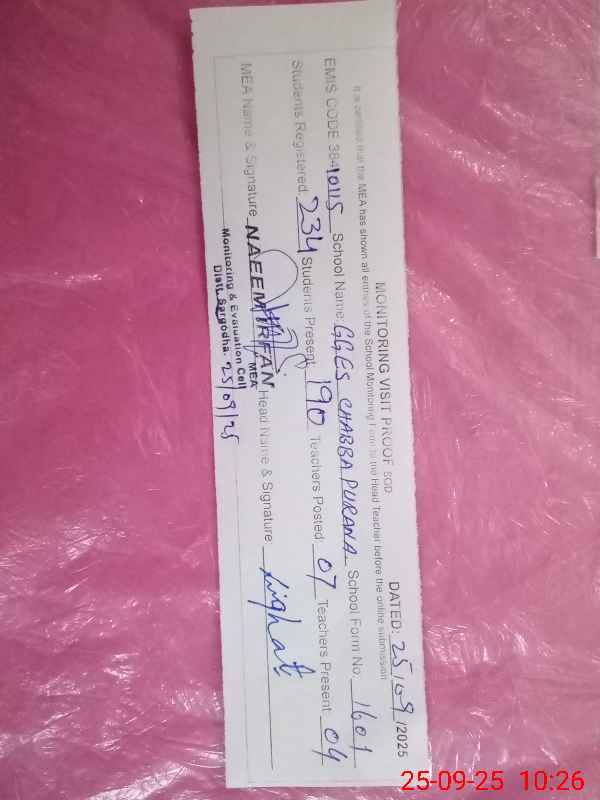 MONITORING VISIT PROOF SOD DATED: 25/09/2025
It is certified that the MEA has shown all entries of the School Monitoring Form to the Head Teacher before the online submission
EMIS CODE 38410115 School Name: GGES CHABBA PURANA School Form No. 1601
Students Registered: 234 Students Present: 190 Teachers Posted: 07 Teachers Present: 04
MEA Name & Signature NAEEM IRFAN Head Name & Signature: Nighat
MEA
Monitoring & Evaluation Cell
Distt. Sargodha. 25/09/25
25-09-25 10:26